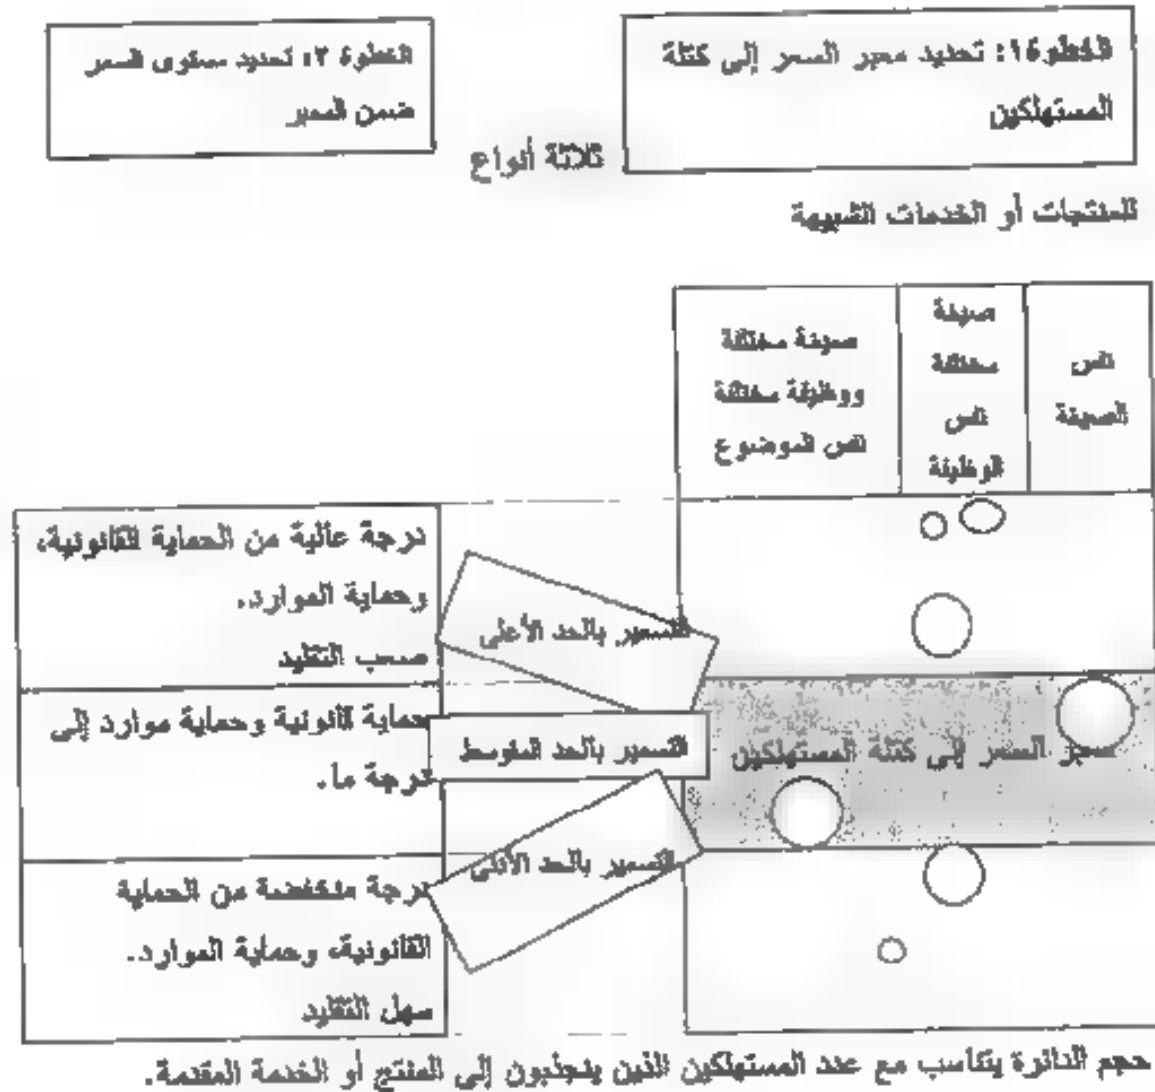 الخطوة ١: تحديد معبر السعر إلى كتلة
المستهلكين
الخطوة ٢: تحديد مستوى السعر
ضمن الممبر
ثلاثة أنواع
للمنتجات أو الخدمات الشبيهة
نفس
الصيغة
صيغة
مختلفة
نفس
الوظيفة
صيغة مختلفة
ووظيفة مختلفة
نفس الموضوع
درجة عالية من الحماية القانونية،
وحماية الموارد.
صعب التقليد
التسعير بالحد الأعلى
حماية قانونية وحماية موارد إلى
درجة ما.
التسعير بالحد المتوسط
معبر السعر إلى كتلة المستهلكين
التسعير بالحد الأدنى
درجة منخفضة من الحماية
القانونية، وحماية الموارد.
سهل التقليد
حجم الدائرة يتناسب مع عدد المستهلكين الذين ينجذبون إلى المنتج أو الخدمة المقدمة.